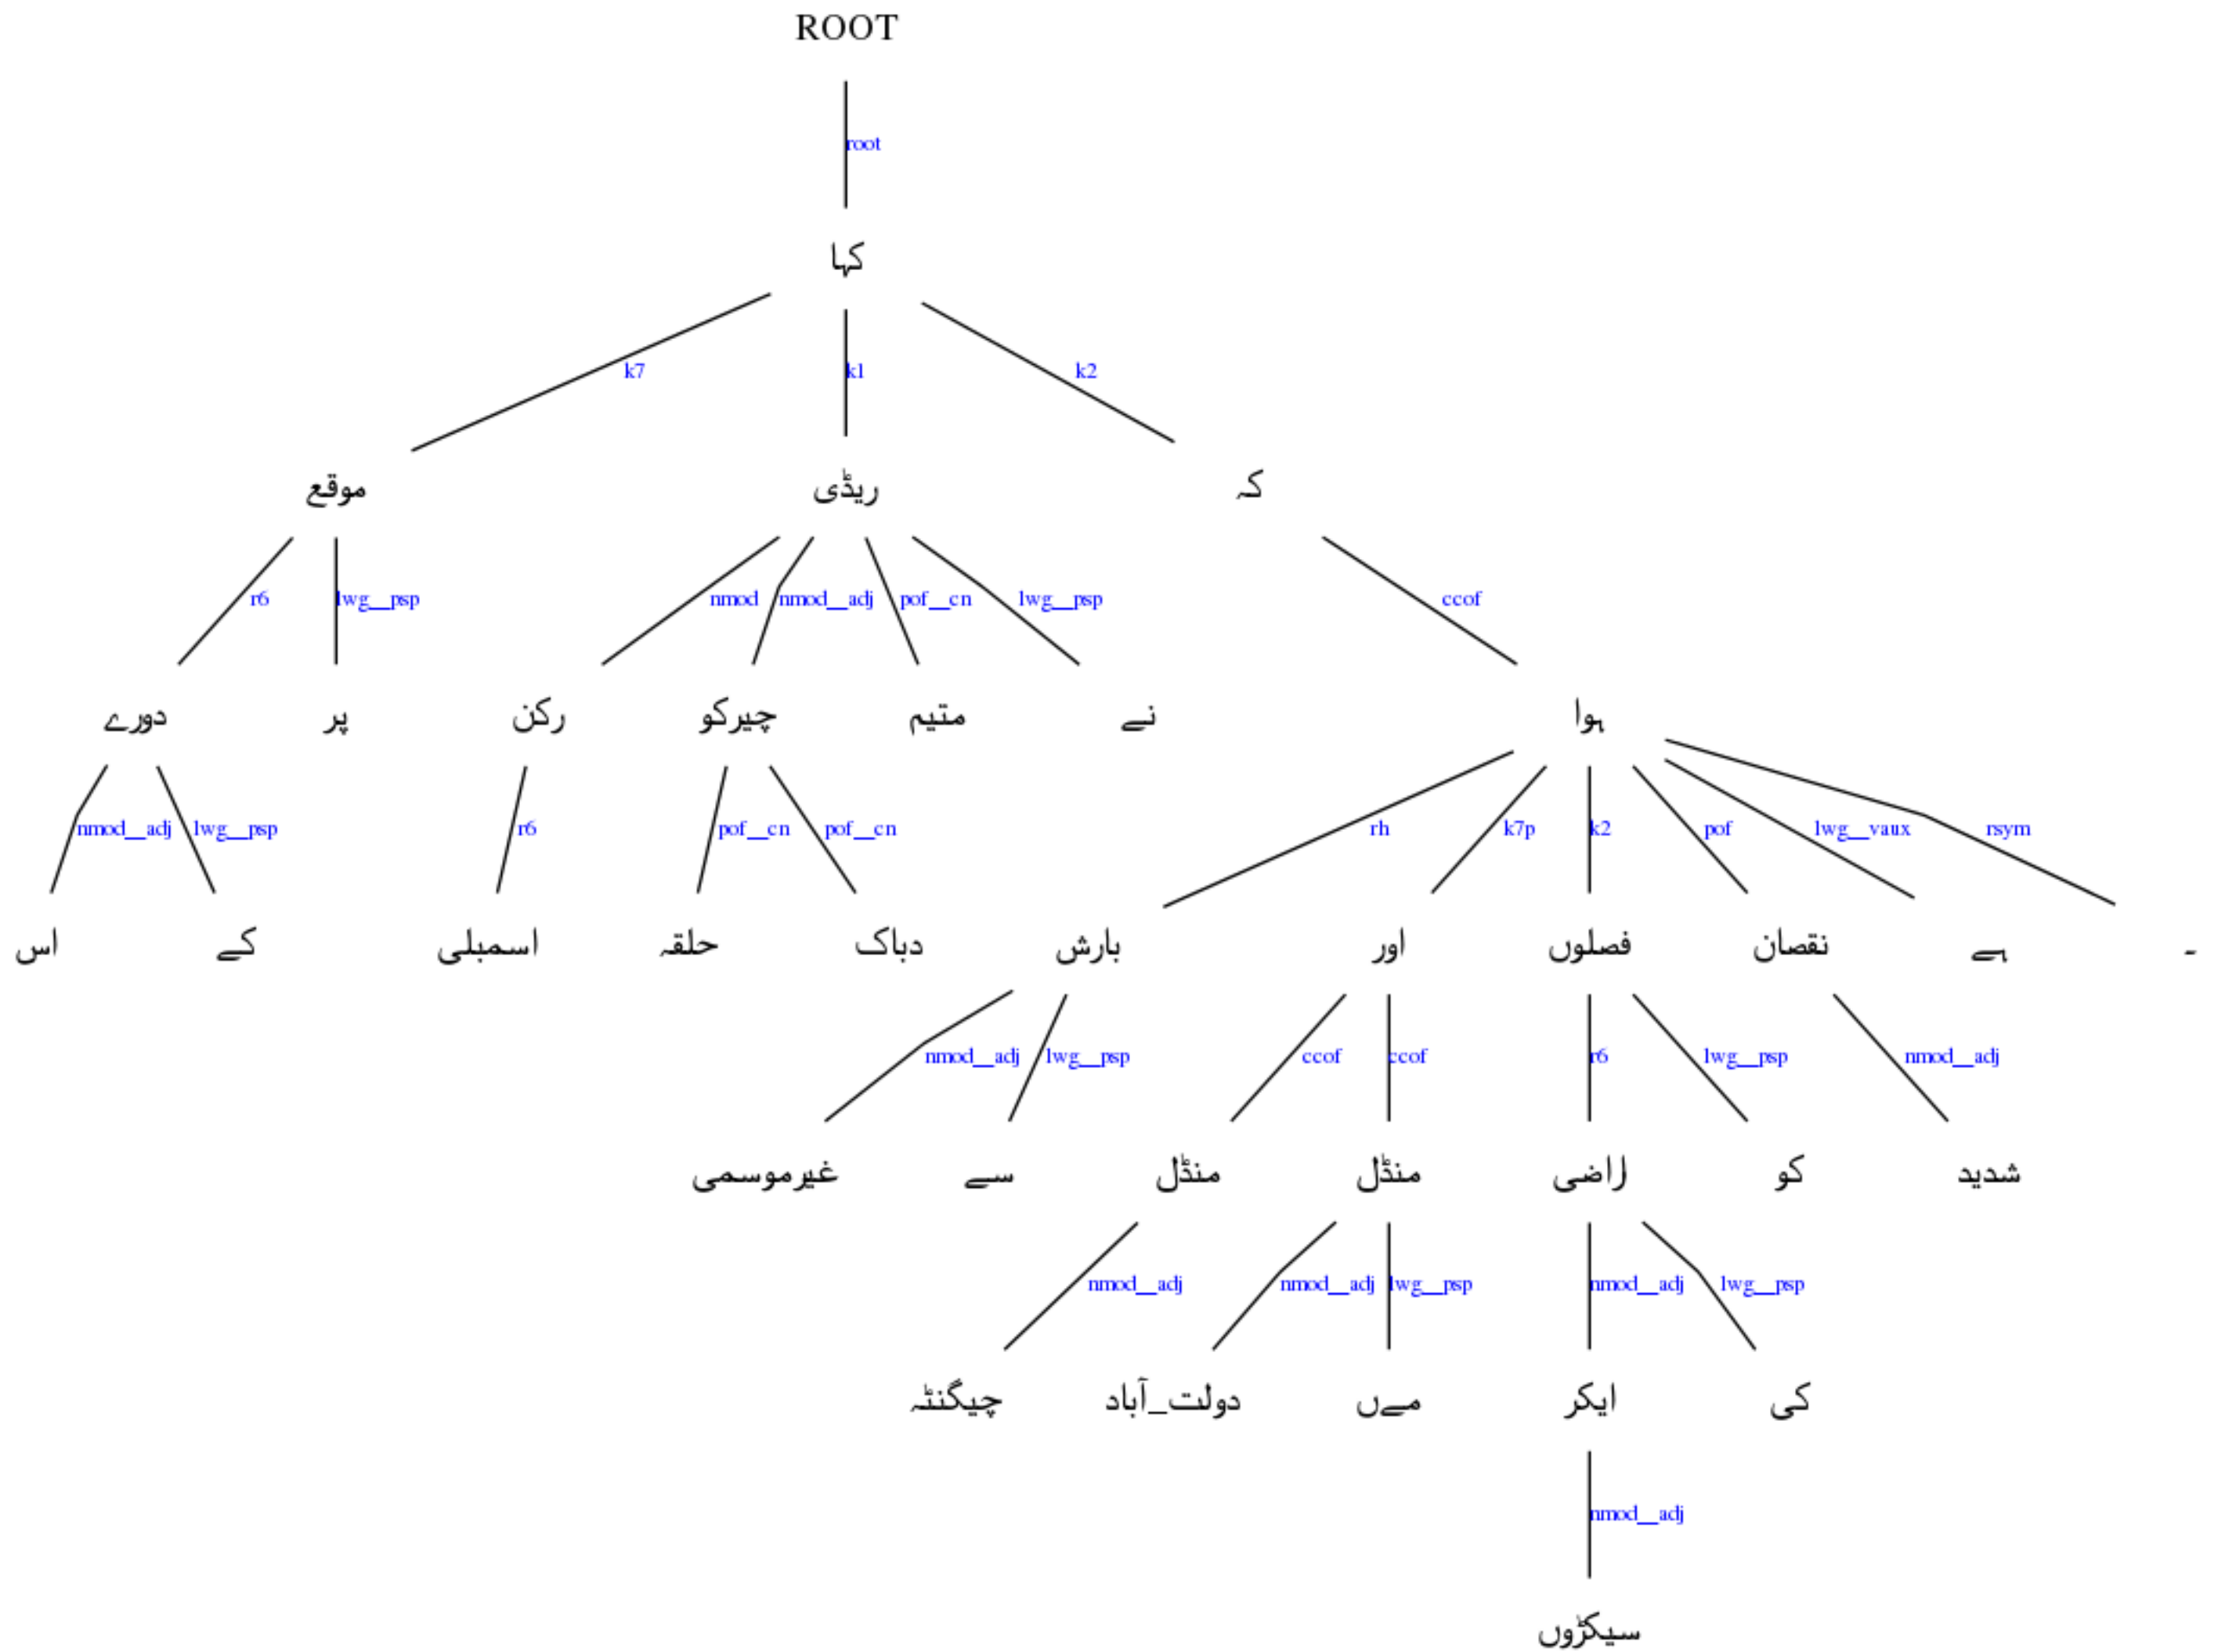 ROOT
root
کہا
k7 k1 k2
موقع ریڈی کہ
r6 lwg__psp nmod nmod__adj pof__cn lwg__psp ccof
دورے پر رکن چیرکو متیم نے ہوا
nmod__adj lwg__psp r6 pof__cn pof__cn rh k7p k2 pof lwg__vaux rsym
اس کے اسمبلی حلقہ دباک بارش اور فصلوں نقصان ہے ۔
nmod__adj lwg__psp ccof ccof r6 lwg__psp nmod__adj
غیرموسمی سے منڈل منڈل اراضی کو شدید
nmod__adj nmod__adj lwg__psp nmod__adj lwg__psp
چیگنٹہ دولت_آباد مےں ایکر کی
nmod__adj
سیکڑوں